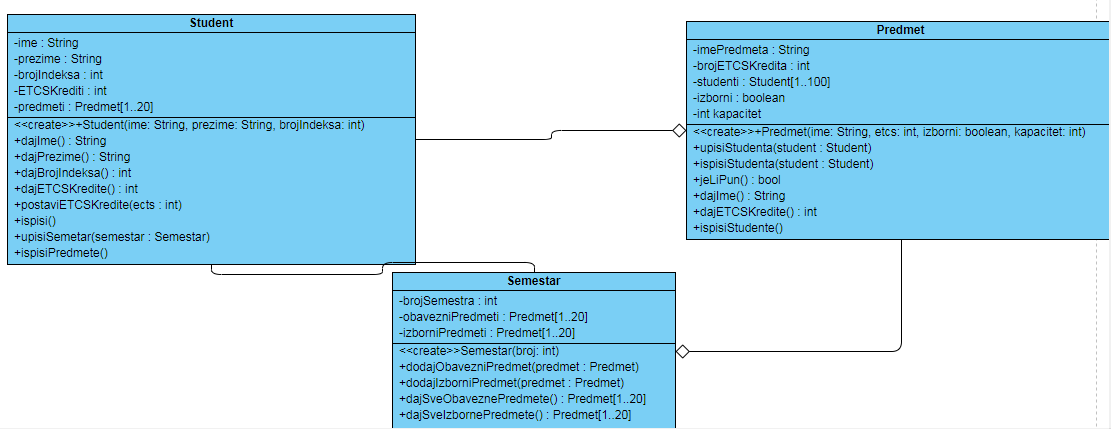 Student
-ime : String
-prezime : String
-brojIndeksa : int
-ETCSKrediti : int
-predmeti : Predmet[1..20]
<<create>>+Student(ime: String, prezime: String, brojIndeksa: int)
+dajIme() : String
+dajPrezime() : String
+dajBrojIndeksa() : int
+dajETCSKredite() : int
+postaviETCSKredite(ects : int)
+ispisi()
+upisiSemetar(semestar : Semestar)
+ispisiPredmete()
Predmet
-imePredmeta : String
-brojETCSKredita : int
-studenti : Student[1..100]
-izborni : boolean
-int kapacitet
<<create>>+Predmet(ime: String, etcs: int, izborni: boolean, kapacitet: int)
+upisiStudenta(student : Student)
+ispisiStudenta(student : Student)
+jeLiPun() : bool
+dajIme() : String
+dajETCSKredite() : int
+ispisiStudente()
Semestar
-brojSemestra : int
-obavezniPredmeti : Predmet[1..20]
-izborniPredmeti : Predmet[1..20]
<<create>>Semestar(broj: int)
+dodajObavezniPredmet(predmet : Predmet)
+dodajIzborniPredmet(predmet : Predmet)
+dajSveObaveznePredmete() : Predmet[1..20]
+dajSveIzbornePredmete() : Predmet[1..20]